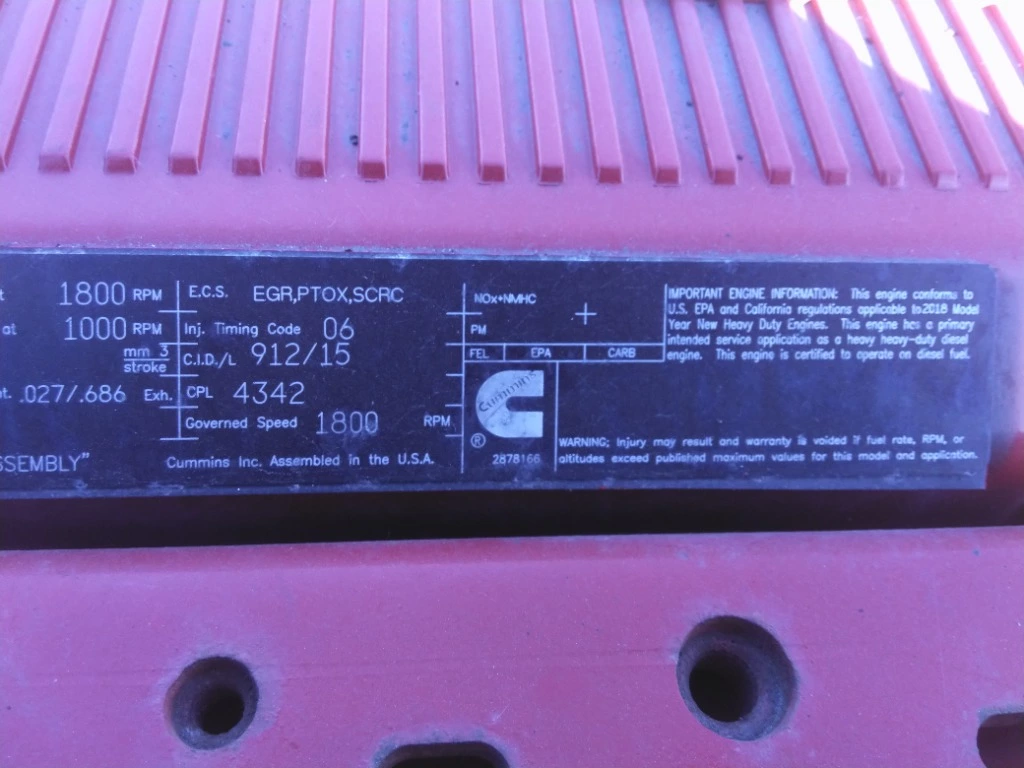 t 1800 RPM
at 1000 RPM
mm 3
stroke
t. .027/.686 Exh.
SSEMBLY"
E.C.S. EGR,PTOX,SCRC
Inj. Timing Code 06
C.I.D./L 912/15
CPL 4342
Governed Speed 1800 RPM
Cummins Inc. Assembled in the U.S.A.
NOx+NMHC +
PM
FEL EPA CARB
Cummins
®
2878166
IMPORTANT ENGINE INFORMATION: This engine conforms to
U.S. EPA and California regulations applicable to 2018 Model
Year New Heavy Duty Engines. This engine has a primary
intended service application as a heavy heavy-duty diesel
engine. This engine is certified to operate on diesel fuel.
WARNING: Injury may result and warranty is voided if fuel rate, RPM, or
altitudes exceed published maximum values for this model and application.